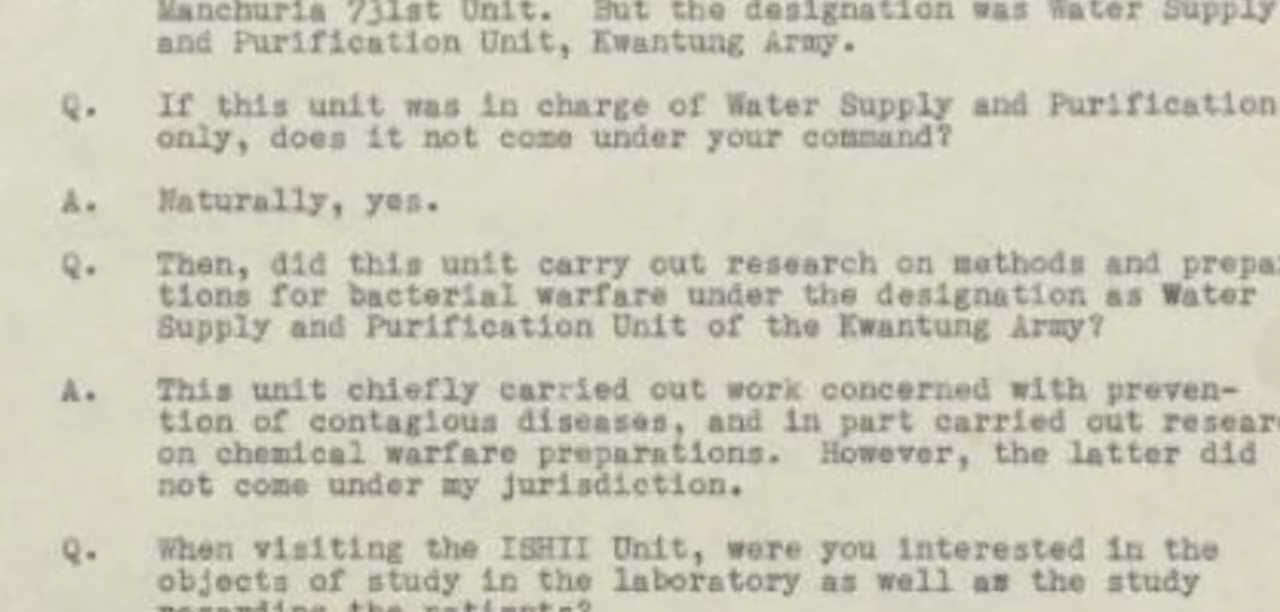 Manchuria 731st Unit. But the designation was Water Supply
and Purification Unit, Kwantung Army.
Q. If this unit was in charge of Water Supply and Purification
only, does it not come under your command?
A. Naturally, yes.
Q. Then, did this unit carry out research on methods and prepa
tions for bacterial warfare under the designation as Water
Supply and Purification Unit of the Kwantung Army?
A. This unit chiefly carried out work concerned with preven-
tion of contagious diseases, and in part carried out resear
on chemical warfare preparations. However, the latter did
not come under my jurisdiction.
Q. When visiting the ISHII Unit, were you interested in the
objects of study in the laboratory as well as the study
regarding the patients?